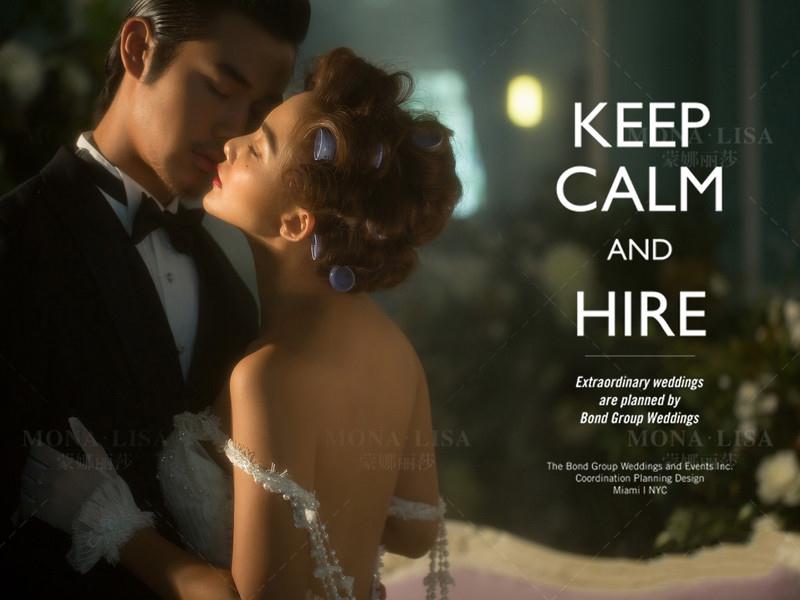 KEEP
CALM
AND
HIRE
Extraordinary weddings
are planned by
Bond Group Weddings
The Bond Group Weddings and Events Inc.
Coordination Planning Design
Miami I NYC
MONA·LISA
蒙娜丽莎
MONA·LISA
蒙娜丽莎
MONA·LISA
蒙娜丽莎
MONA·LISA
蒙娜丽莎